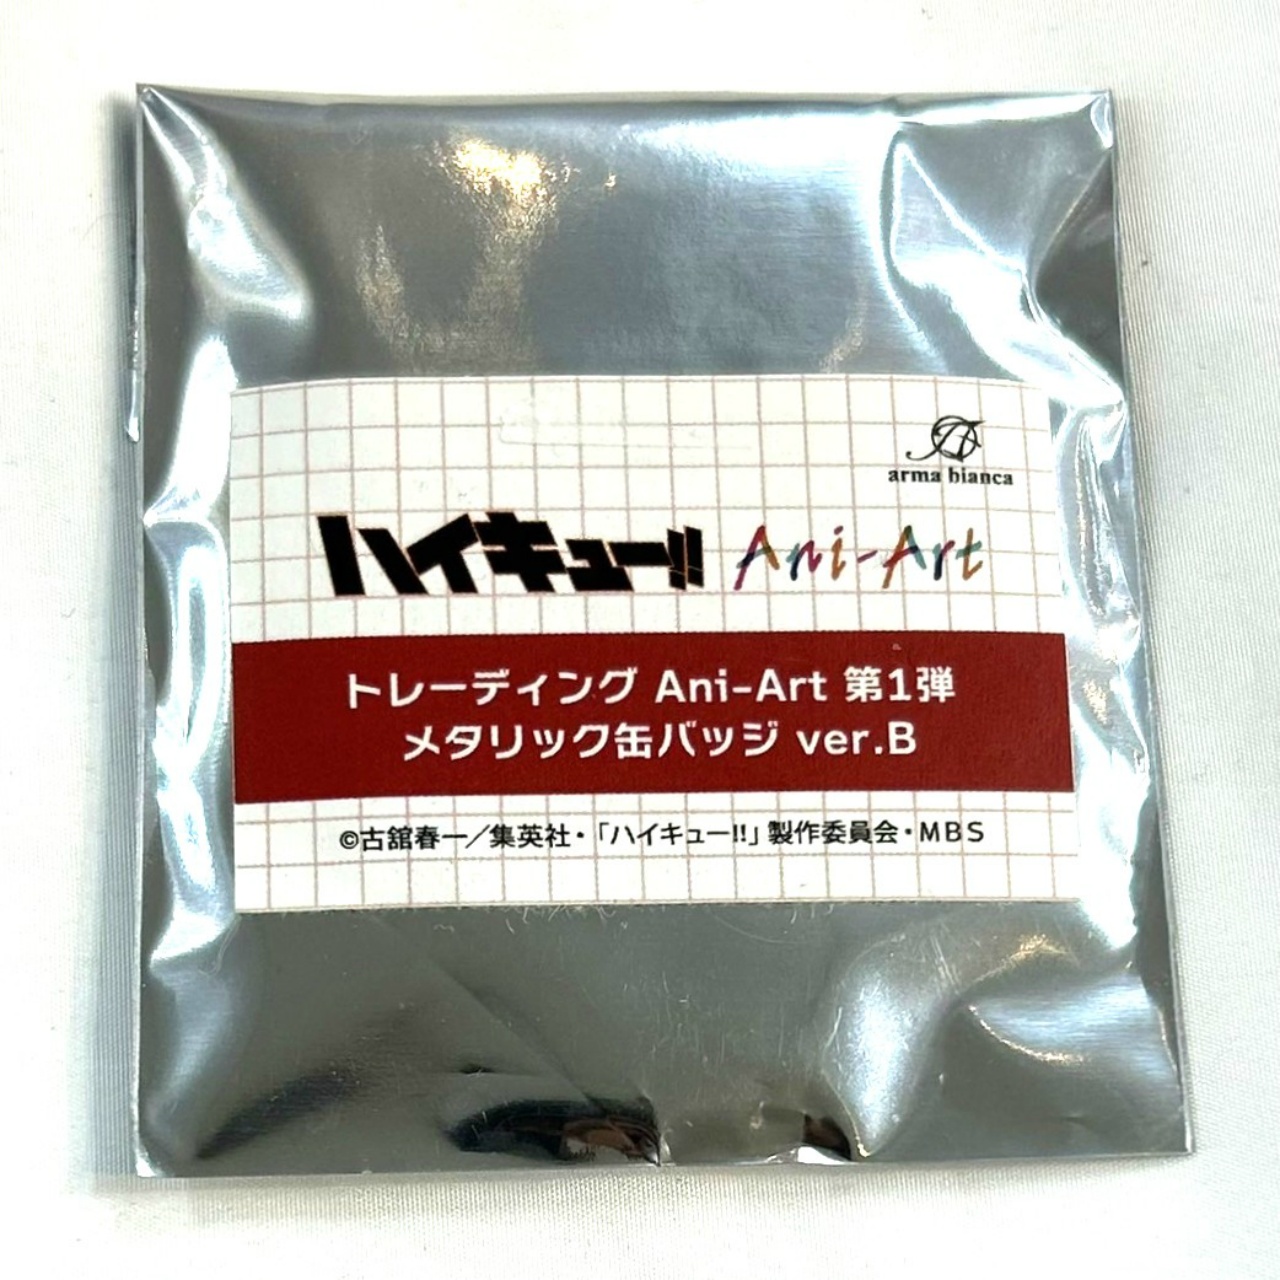 arma bianca
ハイキュー!! Ani-Art
トレーディング Ani-Art 第1弾
メタリック缶バッジ ver.B
©古舘春一／集英社・「ハイキュー!!」製作委員会・MBS